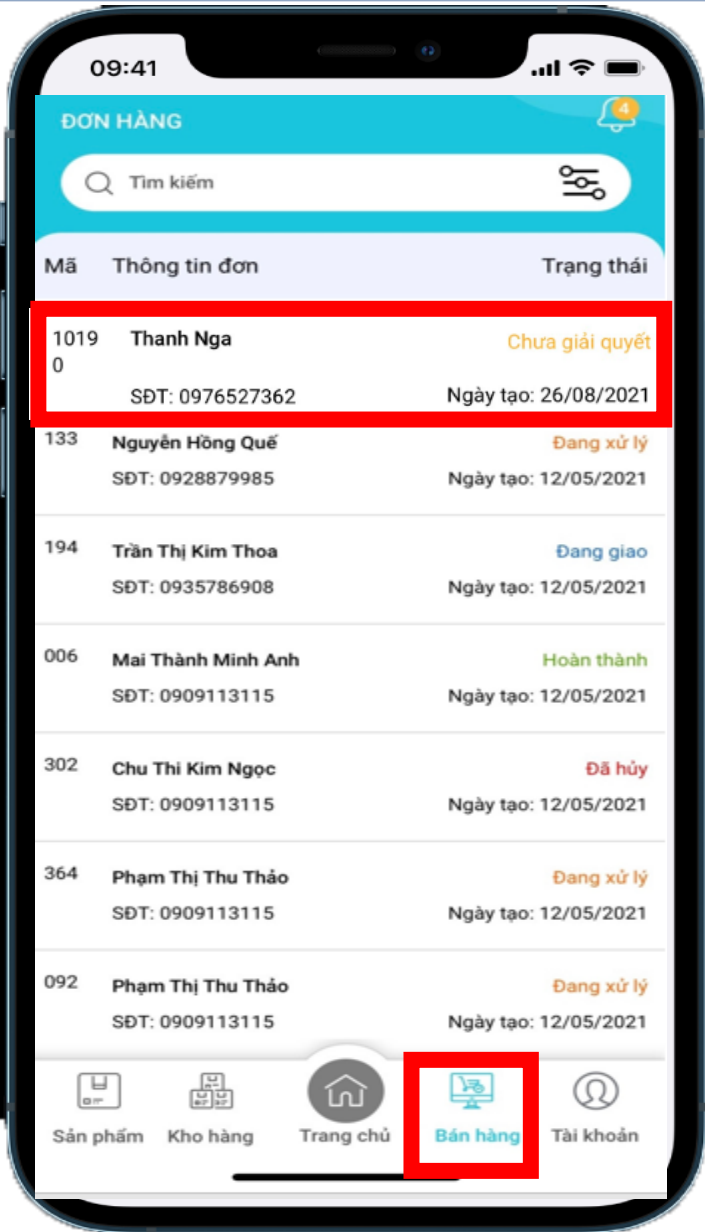 09:41
ĐƠN HÀNG
4
Tìm kiếm
Mã Thông tin đơn Trạng thái
1019 Thanh Nga Chưa giải quyết
0
SĐT: 0976527362 Ngày tạo: 26/08/2021
133 Nguyễn Hồng Quế Đang xử lý
SĐT: 0928879985 Ngày tạo: 12/05/2021
194 Trần Thị Kim Thoa Đang giao
SĐT: 0935786908 Ngày tạo: 12/05/2021
006 Mai Thành Minh Anh Hoàn thành
SĐT: 0909113115 Ngày tạo: 12/05/2021
302 Chu Thi Kim Ngọc Đã hủy
SĐT: 0909113115 Ngày tạo: 12/05/2021
364 Phạm Thị Thu Thảo Đang xử lý
SĐT: 0909113115 Ngày tạo: 12/05/2021
092 Phạm Thị Thu Thảo Đang xử lý
SĐT: 0909113115 Ngày tạo: 12/05/2021
Sản phẩm Kho hàng Trang chủ Bán hàng Tài khoản